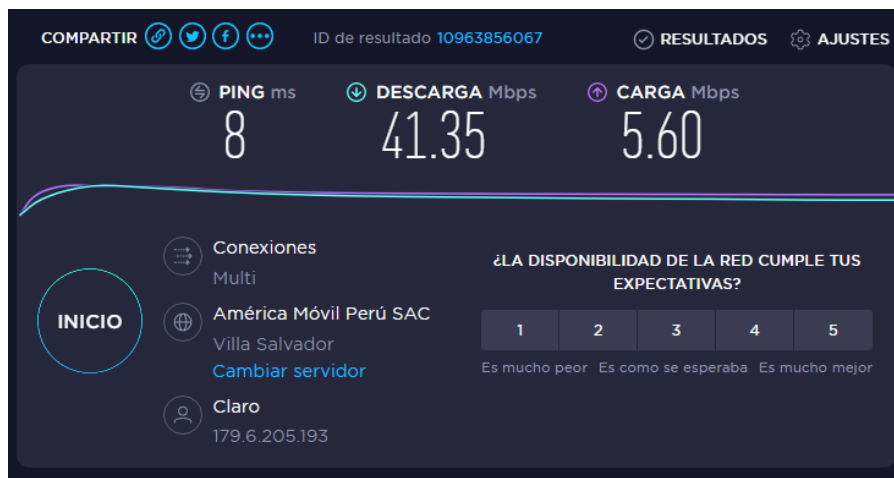 COMPARTIR ID de resultado 10963856067 RESULTADOS AJUSTES
PING ms DESCARGA Mbps CARGA Mbps
8 41.35 5.60
INICIO
Conexiones
Multi
América Móvil Perú SAC
Villa Salvador
Cambiar servidor
Claro
179.6.205.193
¿LA DISPONIBILIDAD DE LA RED CUMPLE TUS
EXPECTATIVAS?
1 2 3 4 5
Es mucho peor Es como se esperaba Es mucho mejor